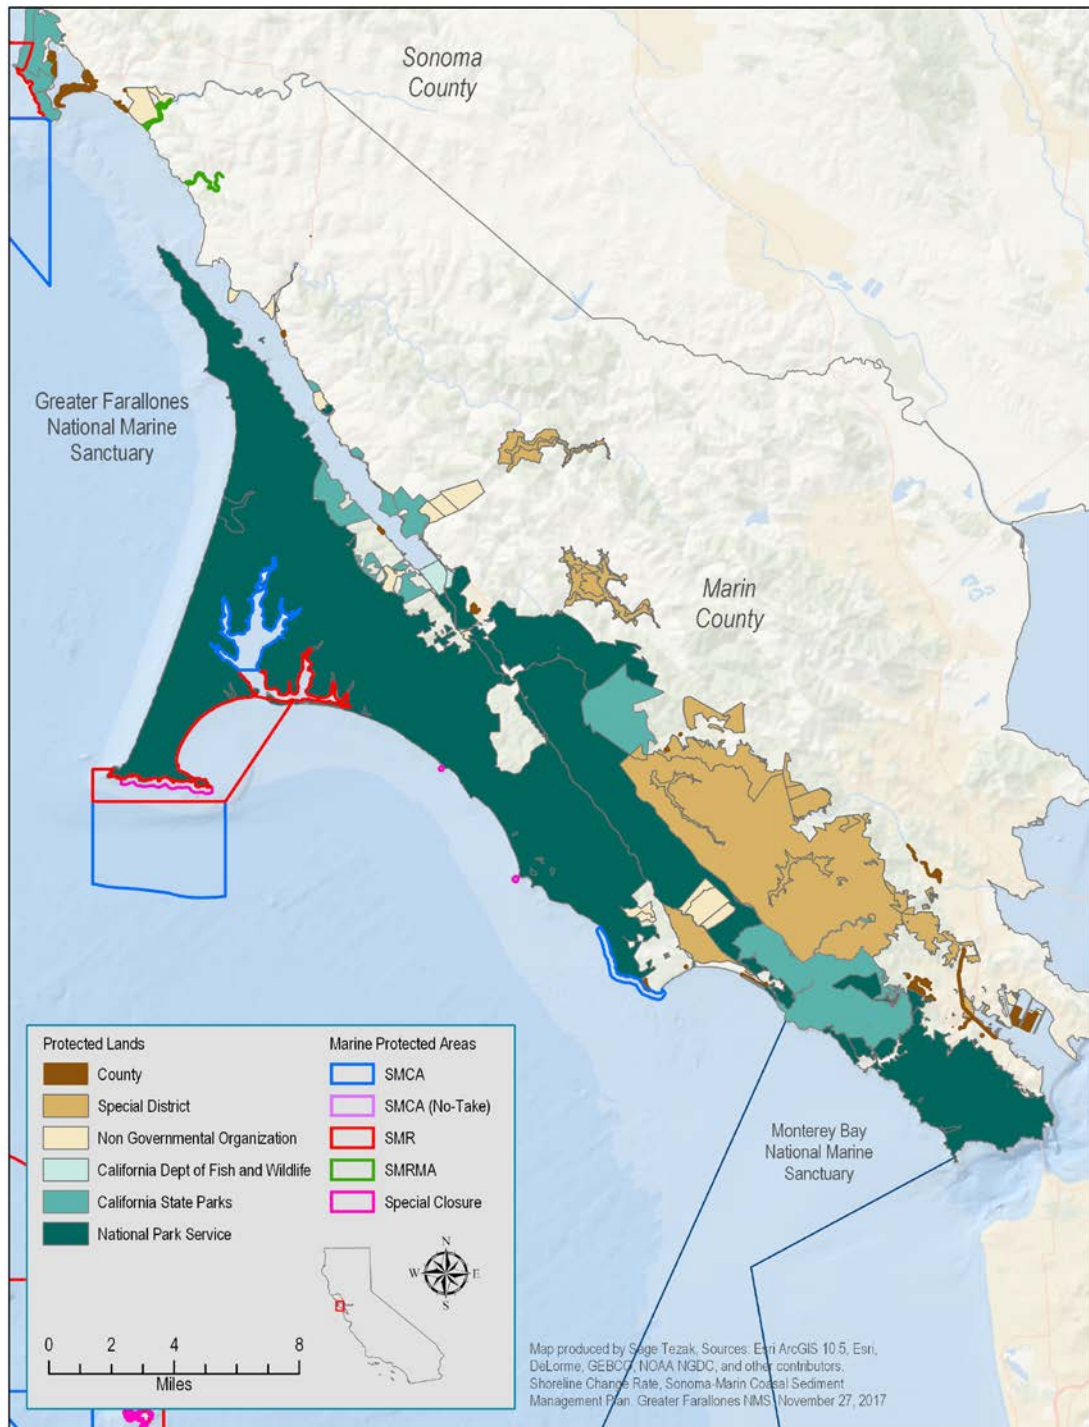 Sonoma
County
Greater Farallones
National Marine
Sanctuary
Marin
County
Monterey Bay
National Marine
Sanctuary
Protected Lands
County
Special District
Non Governmental Organization
California Dept of Fish and Wildlife
California State Parks
National Park Service
Marine Protected Areas
SMCA
SMCA (No-Take)
SMR
SMRMA
Special Closure
N
W E
S
0 2 4 8
Miles
Map produced by Sage Tezak, Sources: Esri ArcGIS 10.5, Esri,
DeLorme, GEBCO, NOAA NGDC, and other contributors.
Shoreline Change Rate, Sonoma-Marin Coasal Sediment
Management Plan. Greater Farallones NMS, November 27, 2017